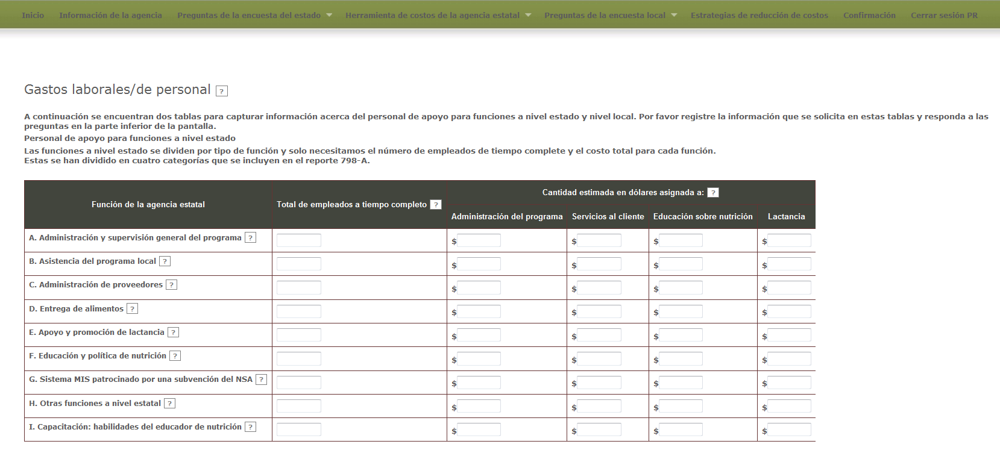 Inicio Información de la agencia Preguntas de la encuesta del estado Herramienta de costos de la agencia estatal Preguntas de la encuesta local Estrategias de reducción de costos Confirmación Cerrar sesión PR
Gastos laborales/de personal ?
A continuación se encuentran dos tablas para capturar información acerca del personal de apoyo para funciones a nivel estado y nivel local. Por favor registre la información que se solicita en estas tablas y responda a las
preguntas en la parte inferior de la pantalla.
Personal de apoyo para funciones a nivel estado
Las funciones a nivel estado se dividen por tipo de función y solo necesitamos el número de empleados de tiempo complete y el costo total para cada función.
Estas se han dividido en cuatro categorías que se incluyen en el reporte 798-A.
Función de la agencia estatal Total de empleados a tiempo completo ? Cantidad estimada en dólares asignada a: ?
Administración del programa Servicios al cliente Educación sobre nutrición Lactancia
A. Administración y supervisión general del programa ? $ $ $ $
B. Asistencia del programa local ? $ $ $ $
C. Administración de proveedores ? $ $ $ $
D. Entrega de alimentos ? $ $ $ $
E. Apoyo y promoción de lactancia ? $ $ $ $
F. Educación y política de nutrición ? $ $ $ $
G. Sistema MIS patrocinado por una subvención del NSA ? $ $ $ $
H. Otras funciones a nivel estatal ? $ $ $ $
I. Capacitación: habilidades del educador de nutrición ? $ $ $ $